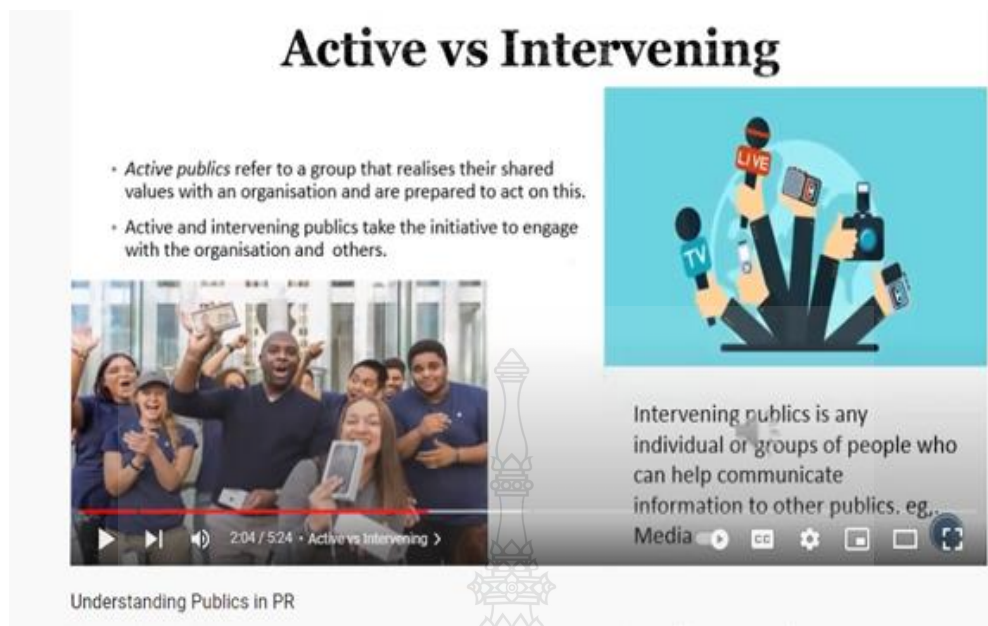 Active vs Intervening
• Active publics refer to a group that realises their shared
values with an organisation and are prepared to act on this.
• Active and intervening publics take the initiative to engage
with the organisation and others.
LIVE
TV
Intervening publics is any
individual or groups of people who
can help communicate
information to other publics. eg,.
Media
2:04 / 5:24 • Active vs Intervening >
CC
Understanding Publics in PR